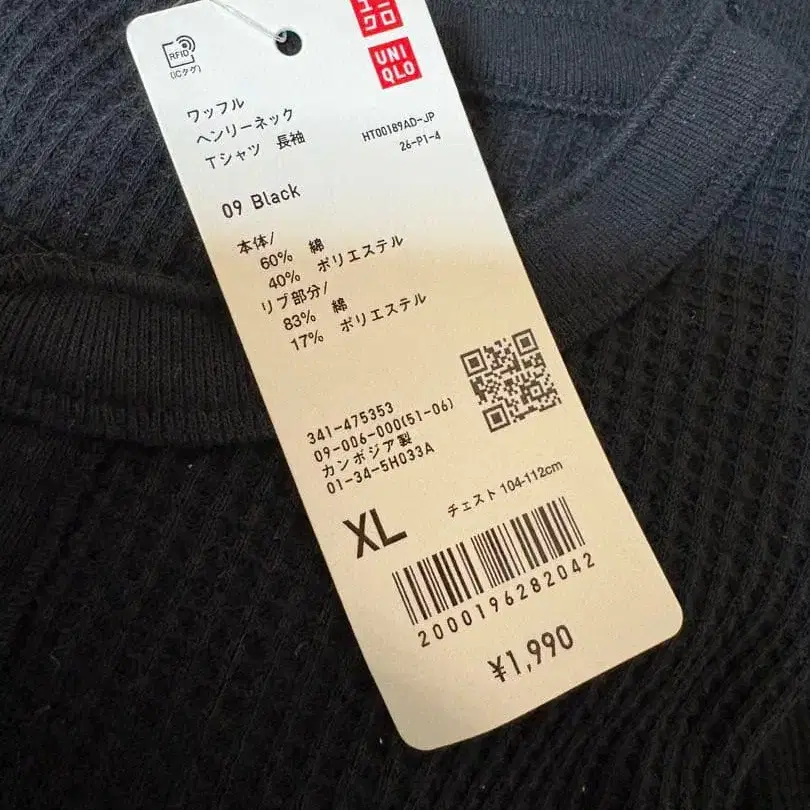 ユニ
クロ
UNI
QLO
RFID
(ICタグ)
ワッフル
ヘンリーネック
Tシャツ 長袖
HT00189AD-JP
26-P1-4
09 Black
本体/
60% 綿
40% ポリエステル
リブ部分/
83% 綿
17% ポリエステル
341-475353
09-006-000(51-06)
カンボジア製
01-34-5H033A
XL
チェスト 104-112cm
2000196282042
¥1,990